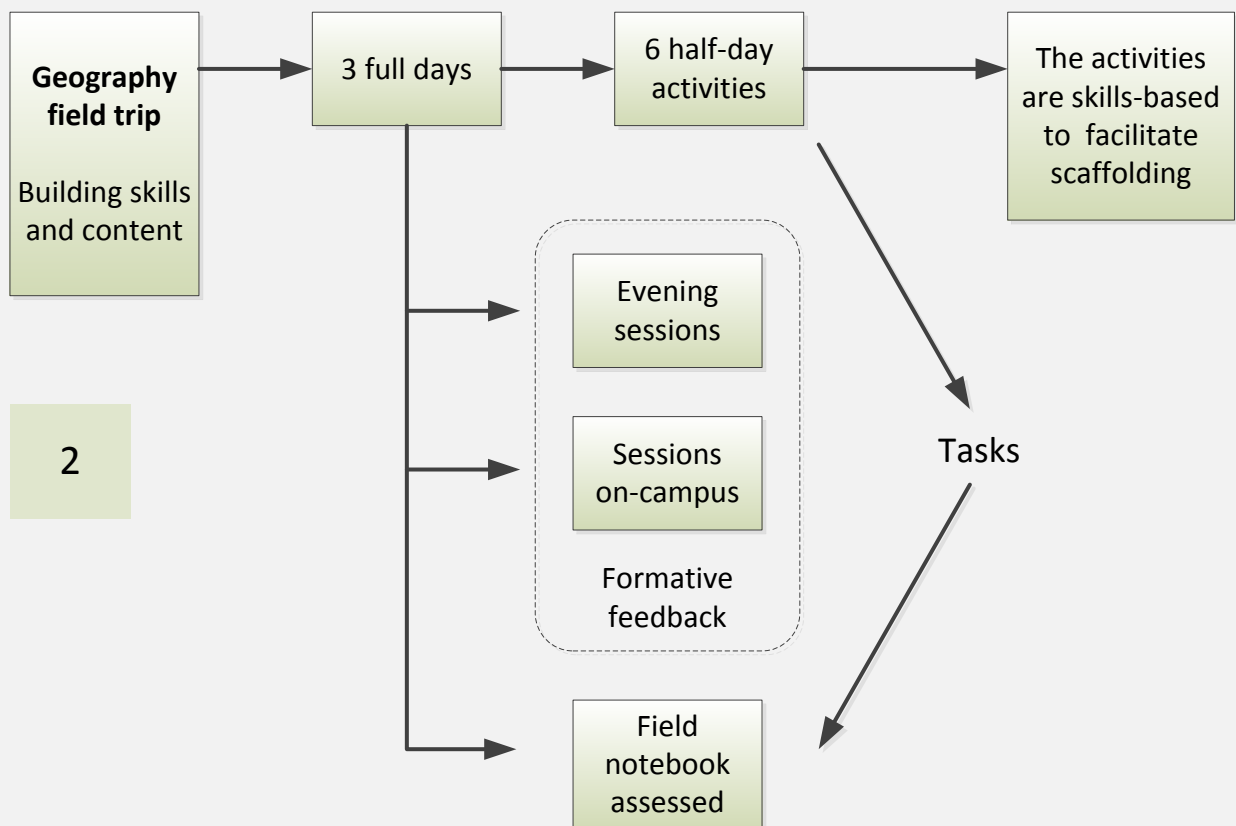 Geography
field trip
Building skills
and content
3 full days
6 half-day
activities
The activities
are skills-based
to facilitate
scaffolding
Evening
sessions
2
Sessions
on-campus
Tasks
Formative
feedback
Field
notebook
assessed